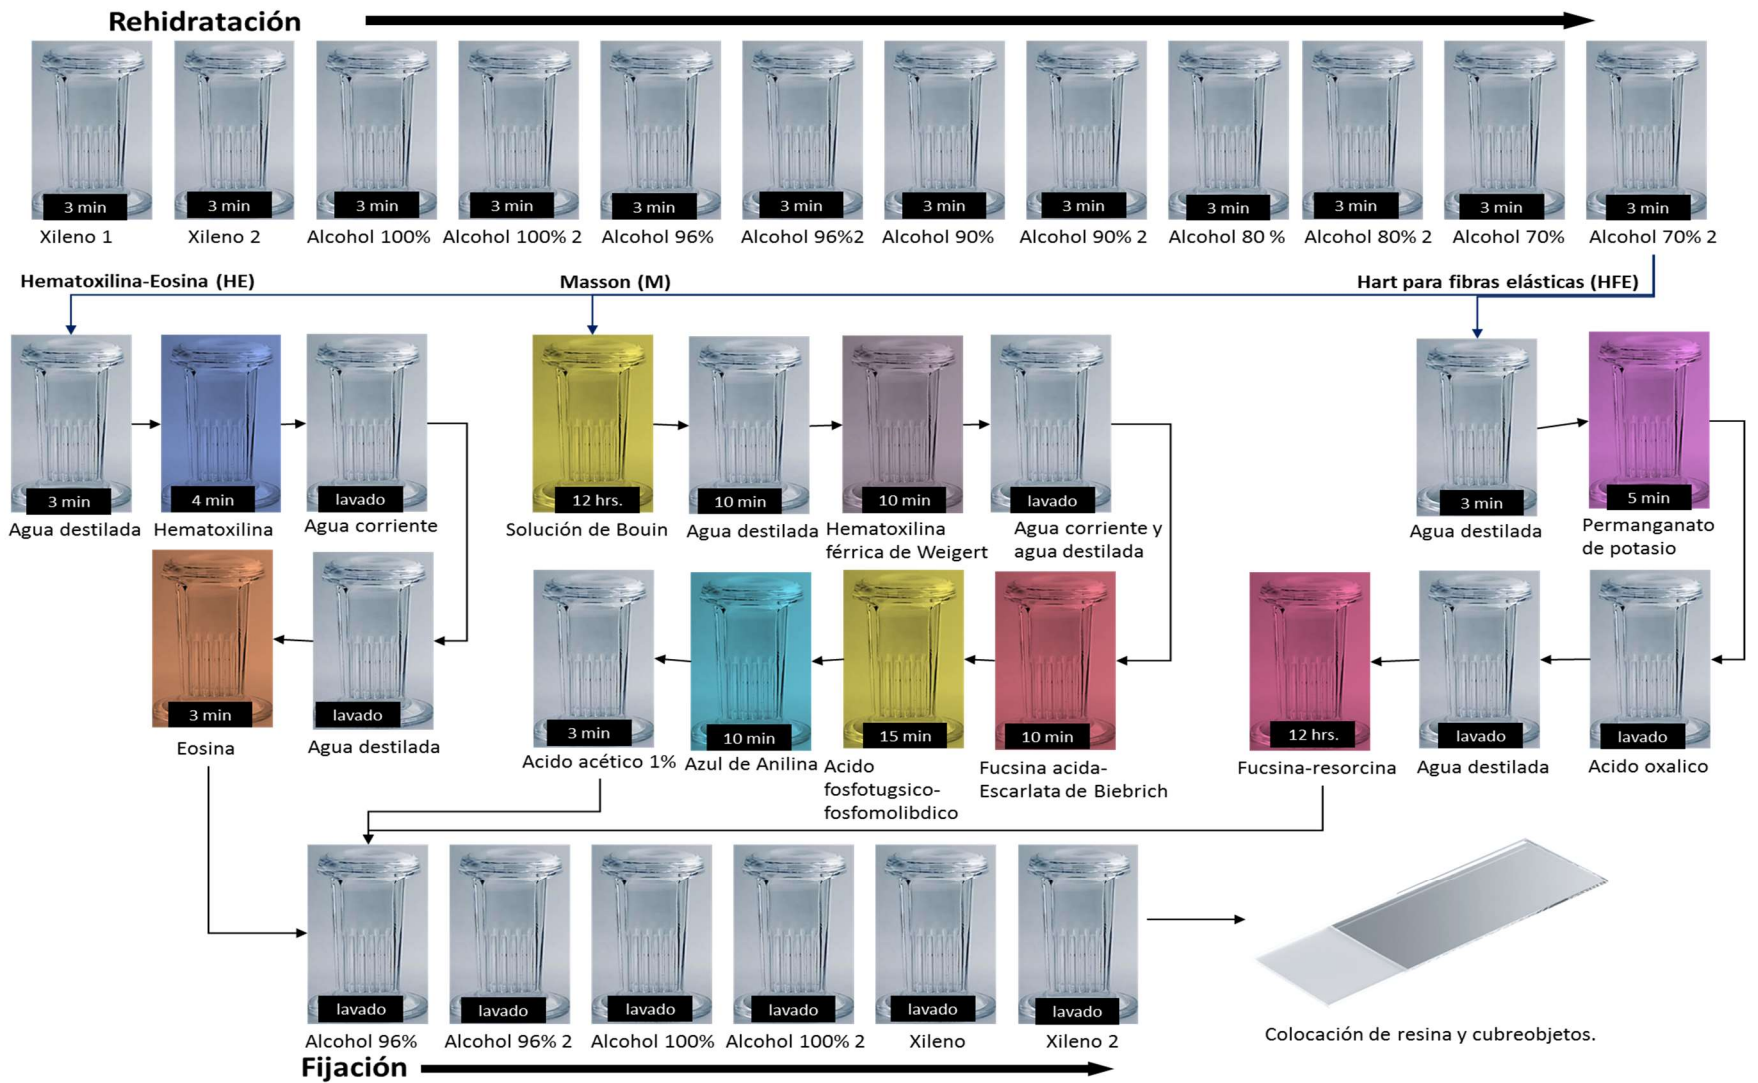 Rehidratación
3 min
3 min
3 min
3 min
3 min
3 min
3 min
3 min
3 min
3 min
3 min
3 min
Xileno 1
Xileno 2
Alcohol 100%
Alcohol 100% 2
Alcohol 96%
Alcohol 96%2
Alcohol 90%
Alcohol 90% 2
Alcohol 80 %
Alcohol 80% 2
Alcohol 70%
Alcohol 70% 2
Hematoxilina-Eosina (HE)
Masson (M)
Hart para fibras elásticas (HFE)
3 min
Agua destilada
4 min
Hematoxilina
lavado
Agua corriente
lavado
Agua destilada
3 min
Eosina
12 hrs.
Solución de Bouin
10 min
Agua destilada
10 min
Hematoxilina
férrica de Weigert
lavado
Agua corriente y
agua destilada
10 min
Fucsina acida-
Escarlata de Biebrich
15 min
Acido
fosfotugsico-
fosfomolibdico
10 min
Azul de Anilina
3 min
Acido acético 1%
3 min
Agua destilada
5 min
Permanganato
de potasio
lavado
Acido oxalico
lavado
Agua destilada
12 hrs.
Fucsina-resorcina
lavado
lavado
lavado
lavado
lavado
lavado
Alcohol 96%
Alcohol 96% 2
Alcohol 100%
Alcohol 100% 2
Xileno
Xileno 2
Colocación de resina y cubreobjetos.
Fijación